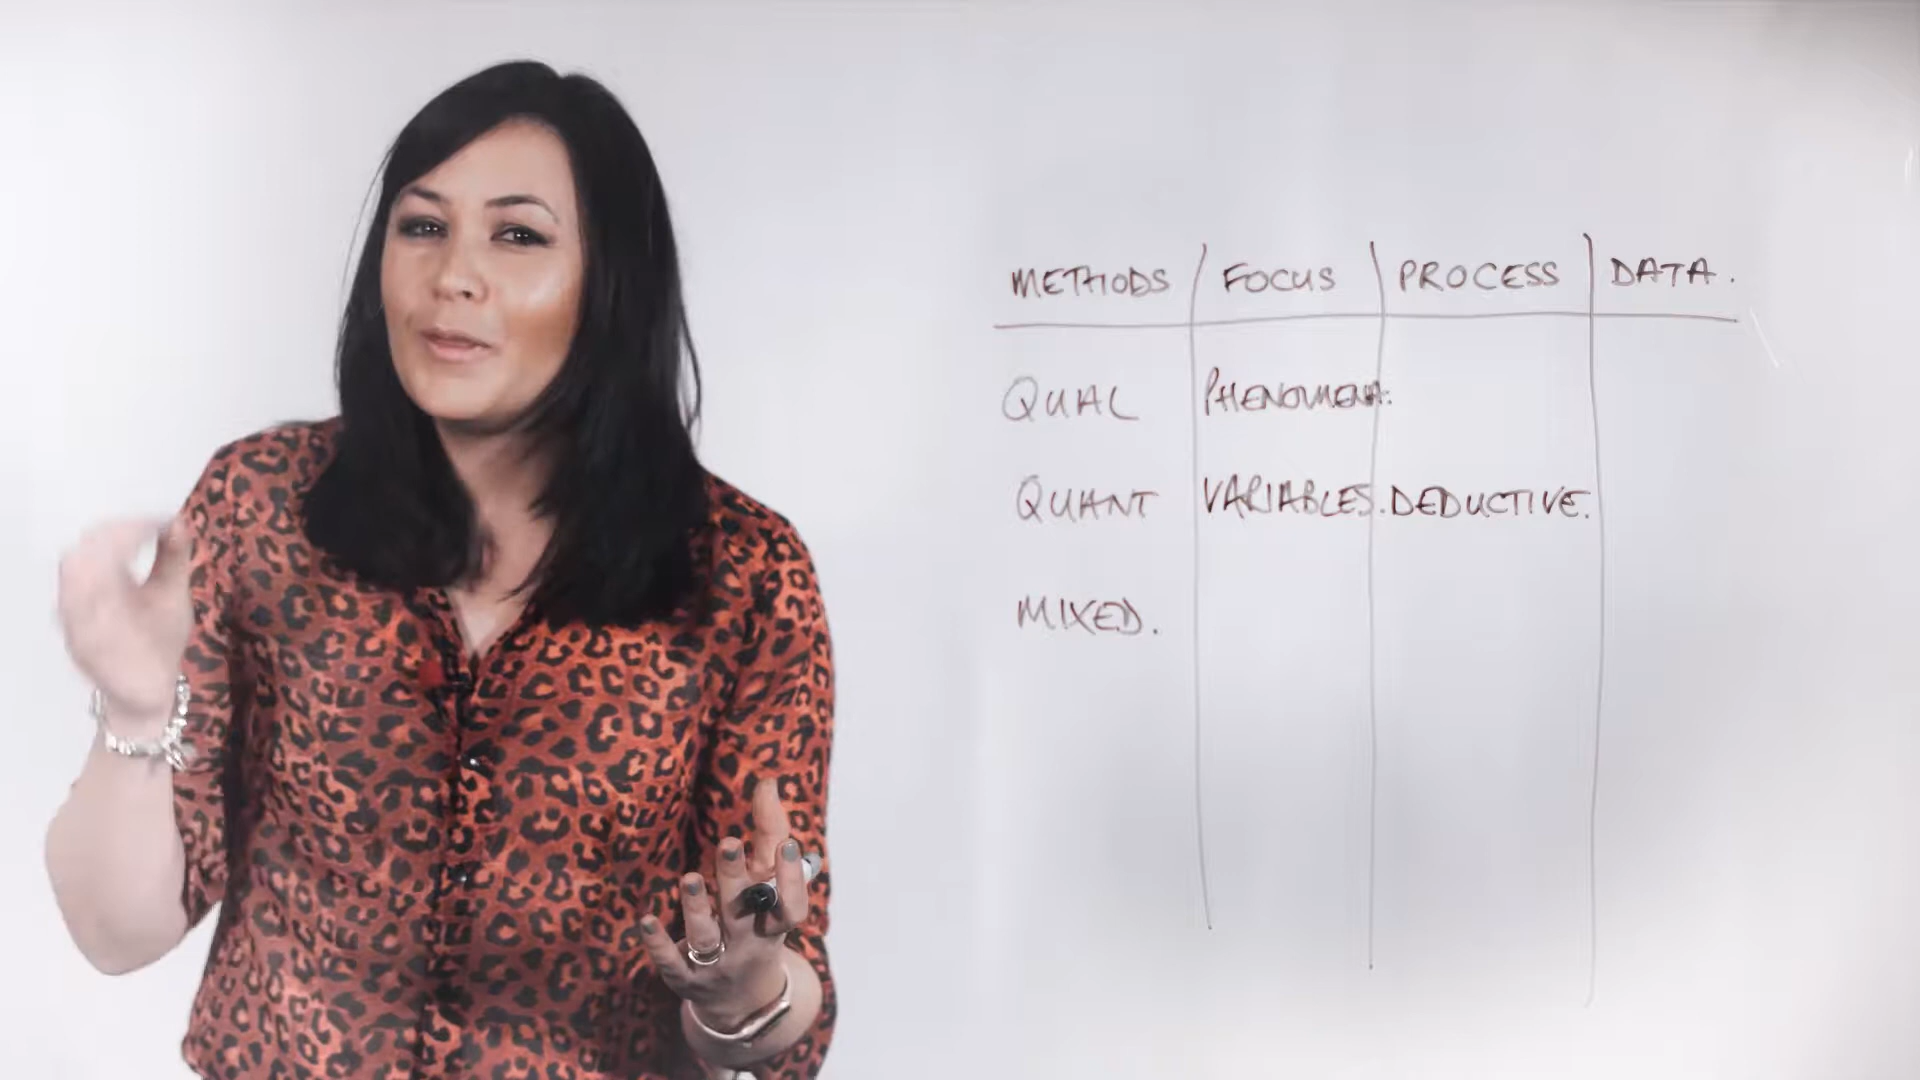 METHODS FOCUS PROCESS DATA.
QUAL PHENOMENA.
QUANT VARIABLES. DEDUCTIVE.
MIXED.